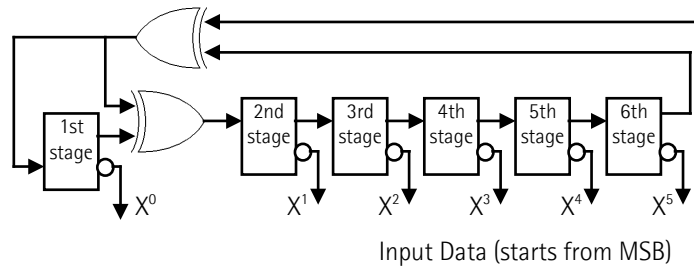 1st
stage
2nd
stage
3rd
stage
4th
stage
5th
stage
6th
stage
X⁰
X¹
X²
X³
X⁴
X⁵
Input Data (starts from MSB)